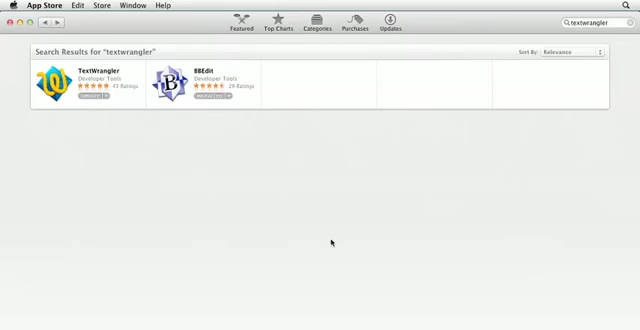 App Store Edit Store Window Help
Featured Top Charts Categories Purchases Updates
textwrangler
Search Results for "textwrangler"
Sort By: Relevance
TextWrangler
Developer Tools
43 Ratings
BBEdit
Developer Tools
29 Ratings
B